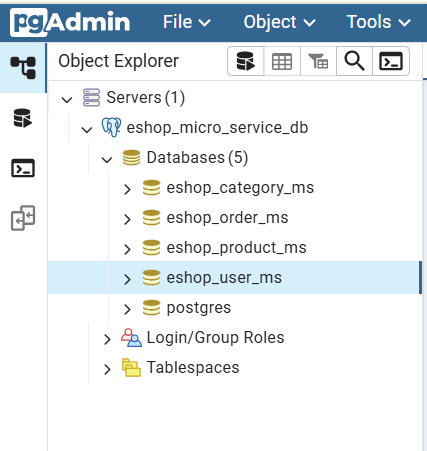 pgAdmin File Object Tools
Object Explorer
Servers (1)
eshop_micro_service_db
Databases (5)
eshop_category_ms
eshop_order_ms
eshop_product_ms
eshop_user_ms
postgres
Login/Group Roles
Tablespaces